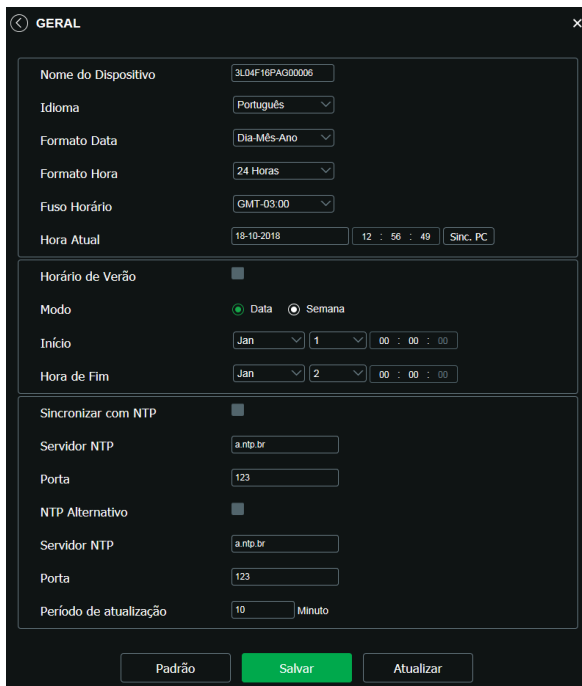 GERAL
Nome do Dispositivo 3L04F16PAG00006
Idioma Português
Formato Data Dia-Mês-Ano
Formato Hora 24 Horas
Fuso Horário GMT-03:00
Hora Atual 18-10-2018 12 : 56 : 49 Sinc. PC
Horário de Verão
Modo Data Semana
Início Jan 1 00 : 00 : 00
Hora de Fim Jan 2 00 : 00 : 00
Sincronizar com NTP
Servidor NTP a.ntp.br
Porta 123
NTP Alternativo
Servidor NTP a.ntp.br
Porta 123
Período de atualização 10 Minuto
Padrão Salvar Atualizar